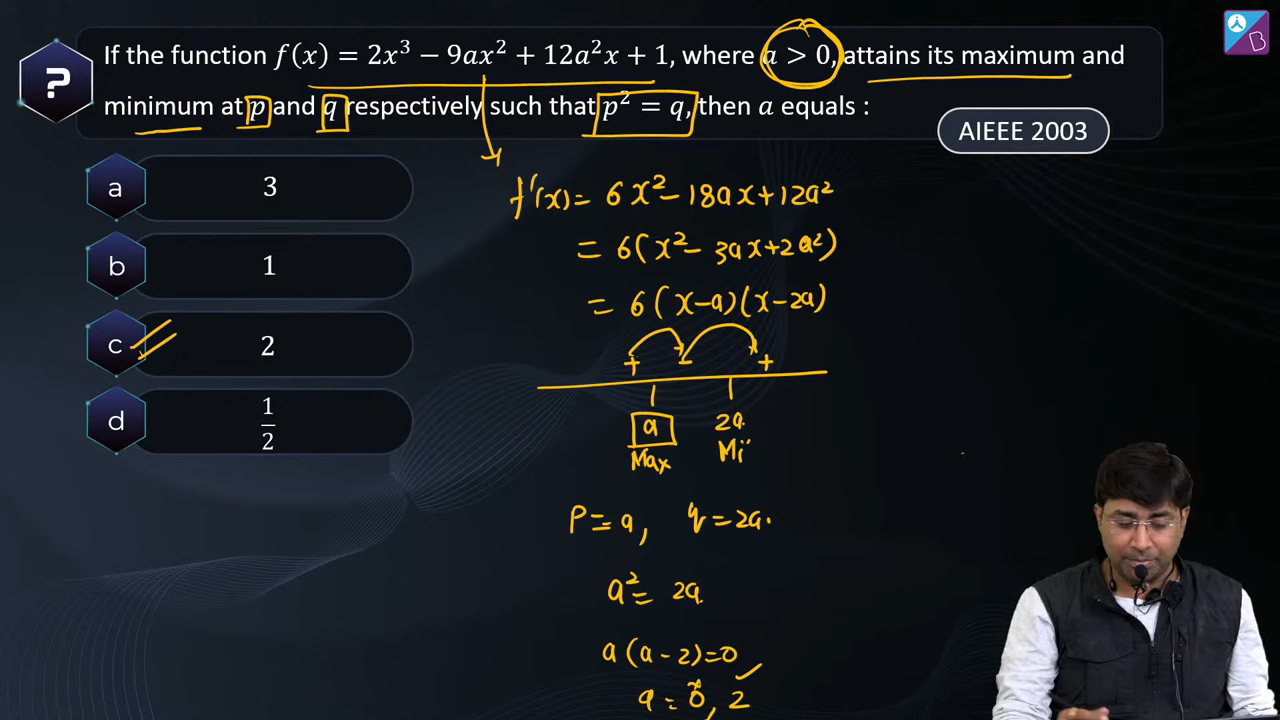 If the function f(x) = 2x³ − 9ax² + 12a²x + 1, where a > 0, attains its maximum and
minimum at p and q respectively such that p² = q, then a equals :
AIEEE 2003
?
a 3
b 1
c 2
d 1/2
f'(x) = 6x² − 18ax + 12a²
= 6(x² − 3ax + 2a²)
= 6(x−a)(x−2a)
+ − +
a 2a
Max Mi
P = a, q = 2a.
a² = 2a
a(a−2) = 0
a = 0, 2
B